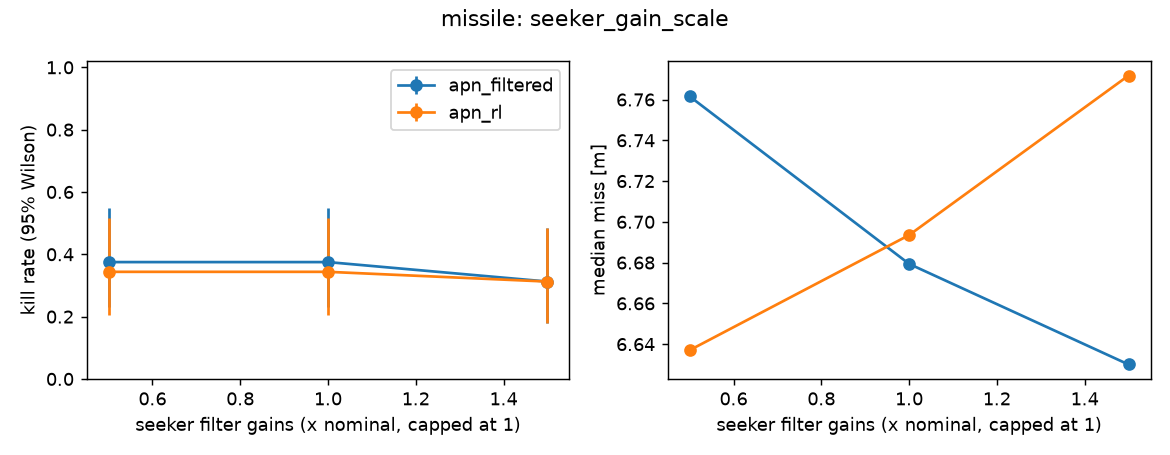 missile: seeker_gain_scale
kill rate (95% Wilson)
1.0
0.8
0.6
0.4
0.2
0.0
apn_filtered
apn_rl
0.6 0.8 1.0 1.2 1.4
seeker filter gains (x nominal, capped at 1)
median miss [m]
6.76
6.74
6.72
6.70
6.68
6.66
6.64
0.6 0.8 1.0 1.2 1.4
seeker filter gains (x nominal, capped at 1)